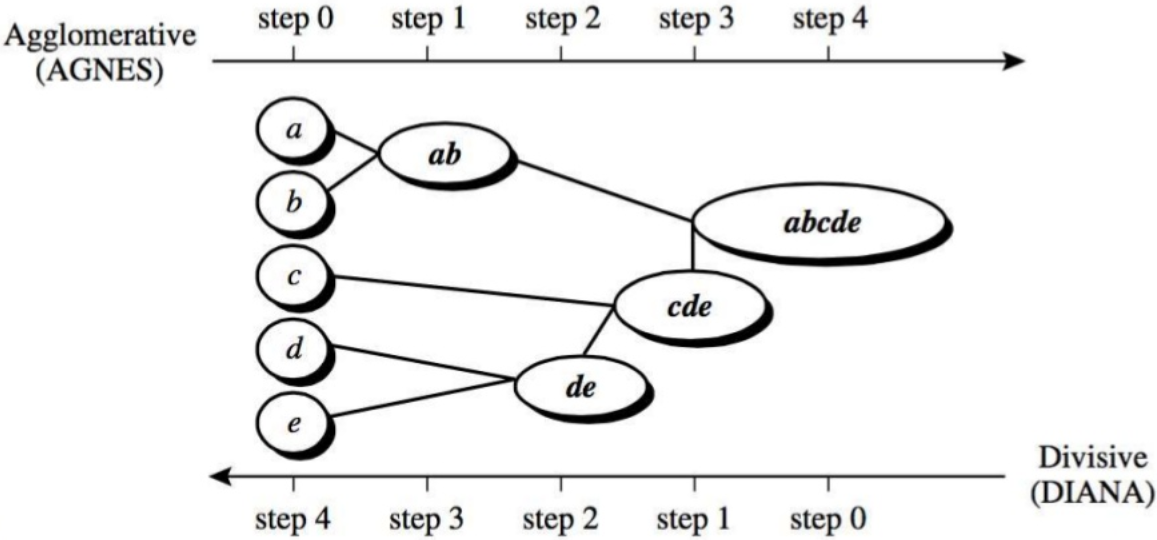 step 0 step 1 step 2 step 3 step 4
Agglomerative
(AGNES)
a
ab
b
abcde
c
cde
d
de
e
Divisive
(DIANA)
step 4 step 3 step 2 step 1 step 0